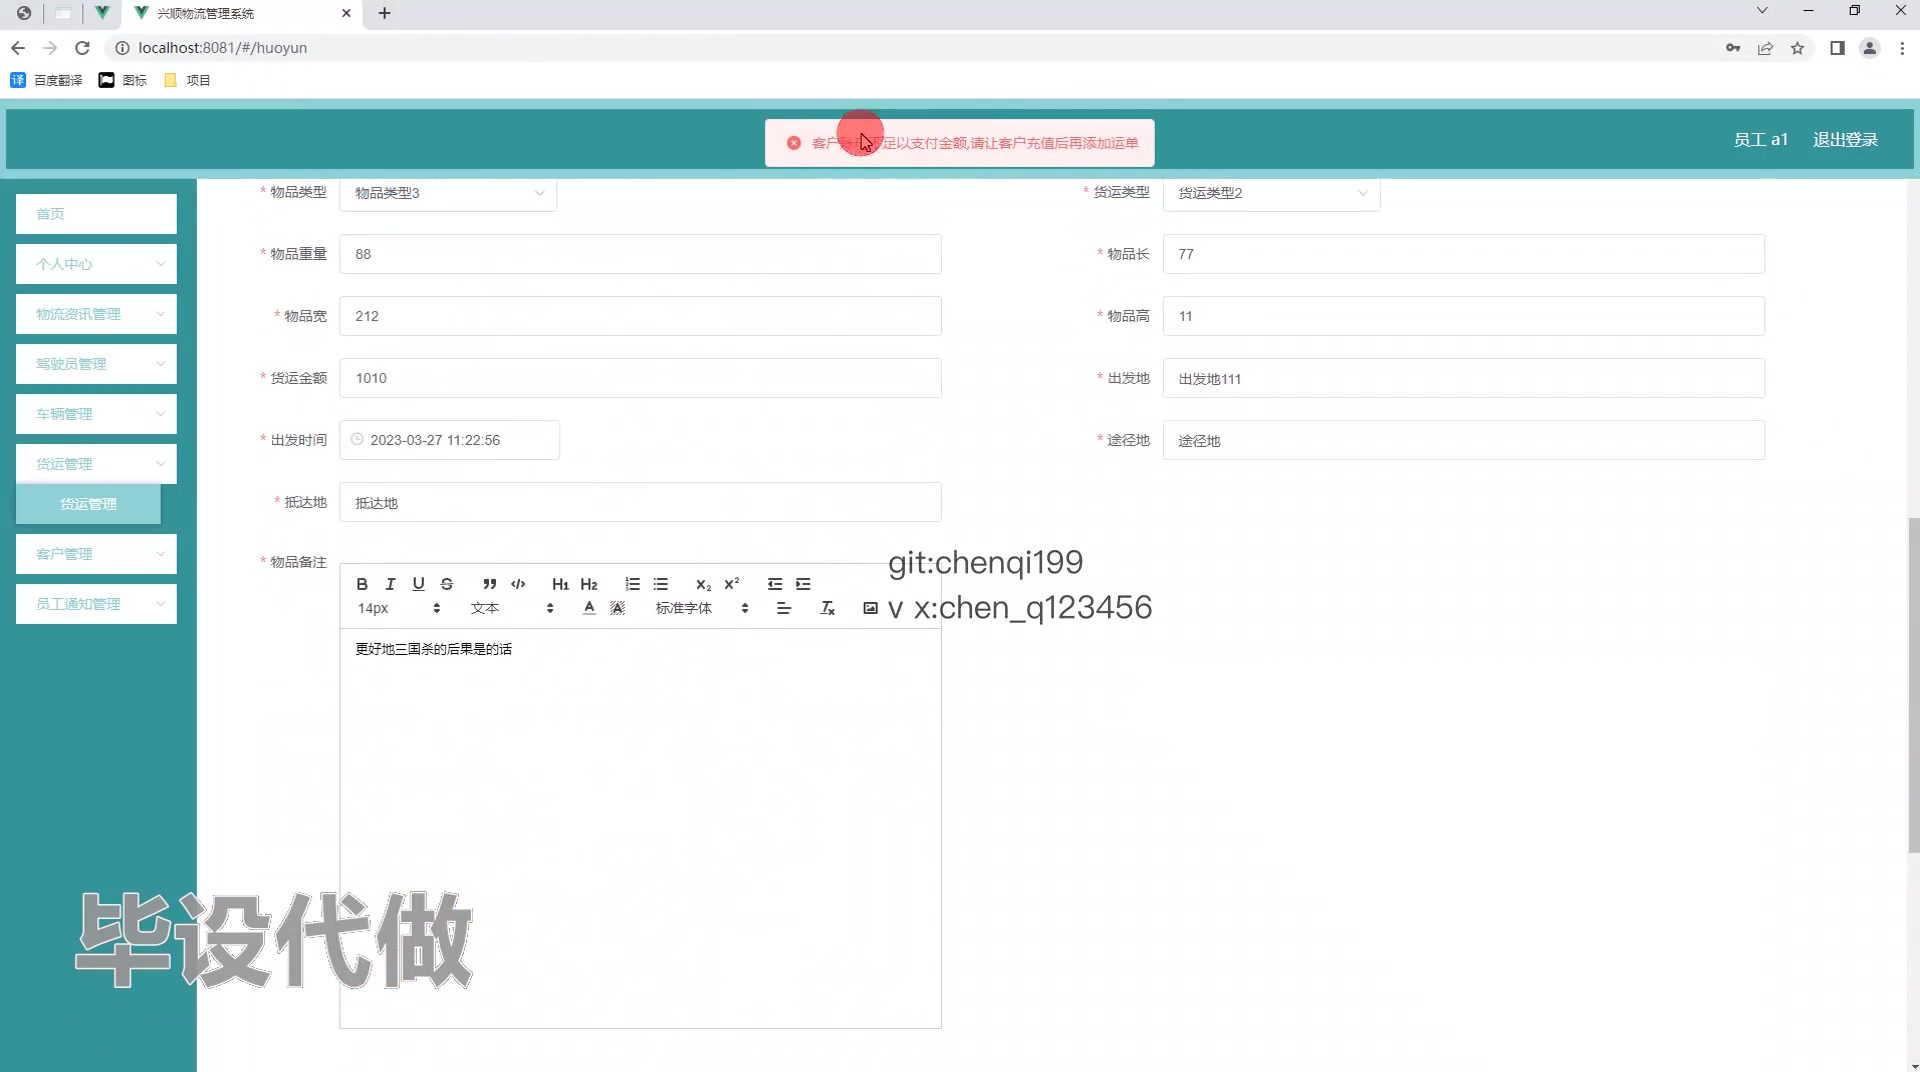 兴顺物流管理系统
localhost:8081/#/huoyun
百度翻译
图标
项目
客户 足以支付金额,请让客户充值后再添加运单
员工 a1
退出登录
首页
个人中心
物流资讯管理
驾驶员管理
车辆管理
货运管理
货运管理
客户管理
员工通知管理
* 物品类型 物品类型3
* 货运类型 货运类型2
* 物品重量 88
* 物品长 77
* 物品宽 212
* 物品高 11
* 货运金额 1010
* 出发地 出发地111
* 出发时间 2023-03-27 11:22:56
* 途径地 途径地
* 抵达地 抵达地
* 物品备注
B I U S H1 H2 X₂ X²
14px 文本 A 标准字体
更好地三国杀的后果是的话
git:chenqi199
v x:chen_q123456
毕设代做